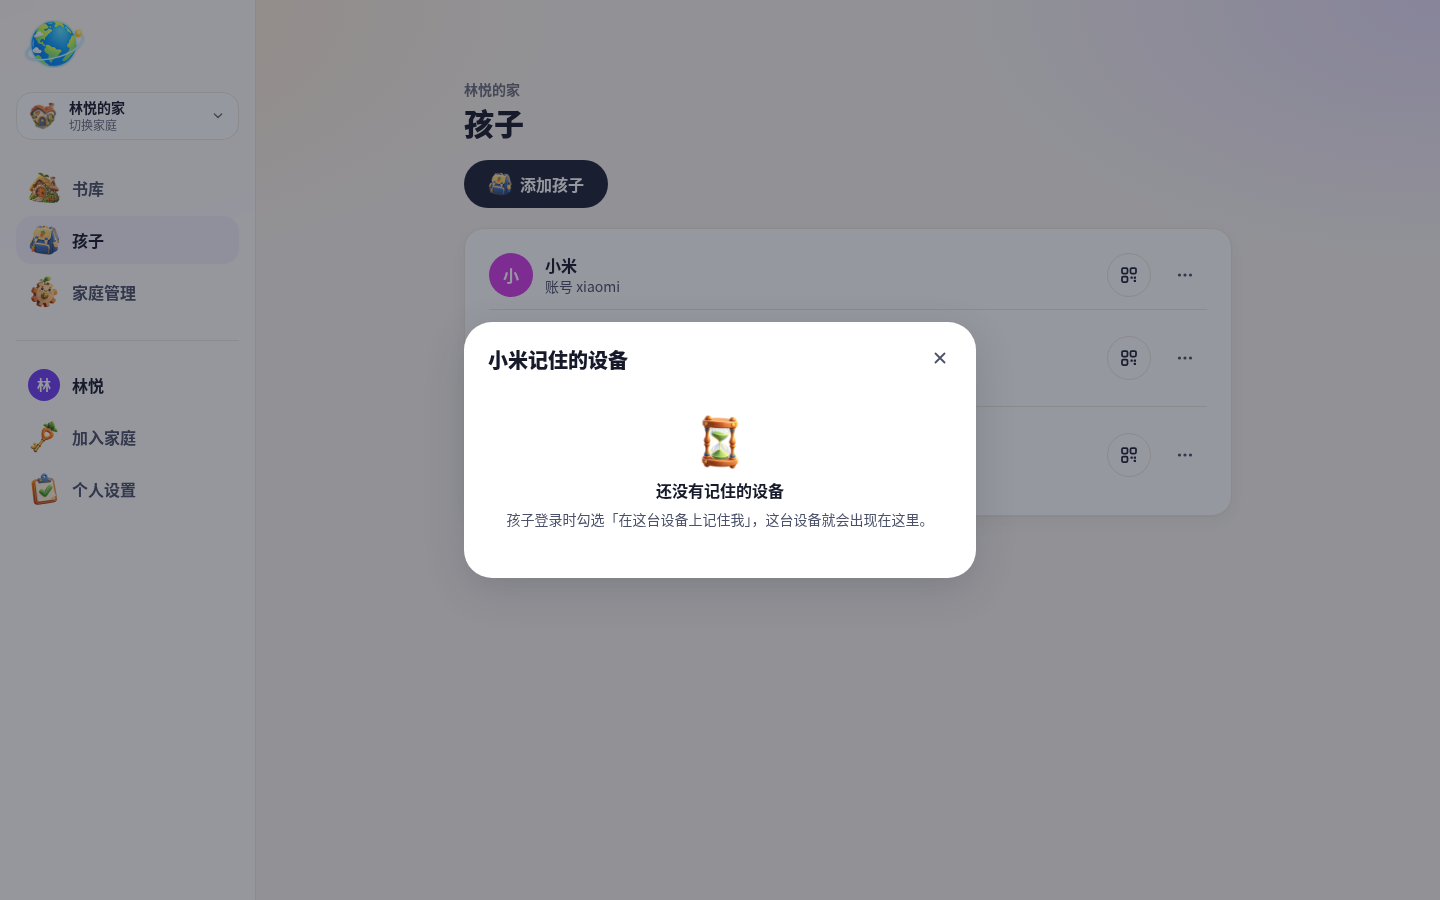 林悦的家
切换家庭
书库
孩子
家庭管理
林
林悦
加入家庭
个人设置
林悦的家
孩子
添加孩子
小
小米
账号 xiaomi
小米记住的设备
还没有记住的设备
孩子登录时勾选「在这台设备上记住我」，这台设备就会出现在这里。